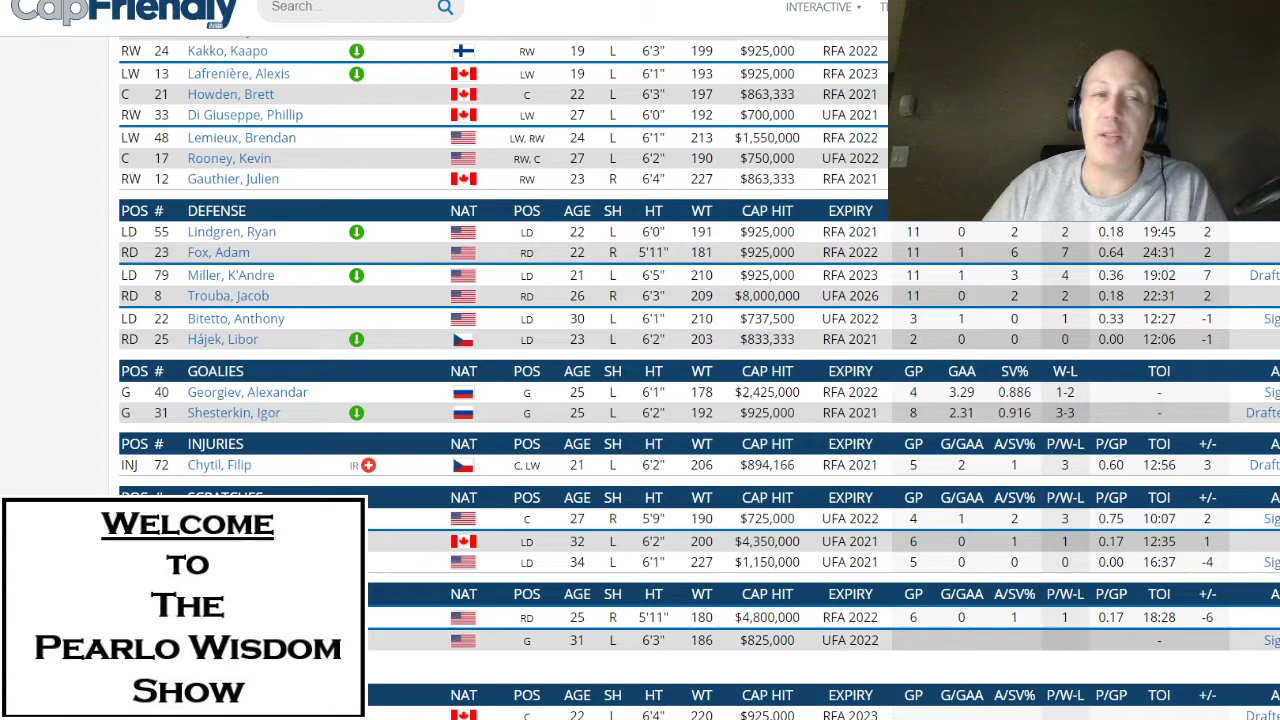 CapFriendly
Search...
INTERACTIVE
RW 24 Kakko, Kaapo RW 19 L 6'3" 199 $925,000 RFA 2022
LW 13 Lafrenière, Alexis LW 19 L 6'1" 193 $925,000 RFA 2023
C 21 Howden, Brett C 22 L 6'3" 197 $863,333 RFA 2021
RW 33 Di Giuseppe, Phillip LW 27 L 6'0" 192 $700,000 UFA 2021
LW 48 Lemieux, Brendan LW, RW 24 L 6'1" 213 $1,550,000 RFA 2022
C 17 Rooney, Kevin RW, C 27 L 6'2" 190 $750,000 UFA 2022
RW 12 Gauthier, Julien RW 23 R 6'4" 227 $863,333 RFA 2021
POS # DEFENSE NAT POS AGE SH HT WT CAP HIT EXPIRY
LD 55 Lindgren, Ryan LD 22 L 6'0" 191 $925,000 RFA 2021 11 0 2 2 0.18 19:45 2
RD 23 Fox, Adam RD 22 R 5'11" 181 $925,000 RFA 2022 11 1 6 7 0.64 24:31 2
LD 79 Miller, K'Andre LD 21 L 6'5" 210 $925,000 RFA 2023 11 1 3 4 0.36 19:02 7 Draft
RD 8 Trouba, Jacob RD 26 R 6'3" 209 $8,000,000 UFA 2026 11 0 2 2 0.18 22:31 2
LD 22 Bitetto, Anthony LD 30 L 6'1" 210 $737,500 UFA 2022 3 1 0 1 0.33 12:27 -1 Sig
RD 25 Hájek, Libor LD 23 L 6'2" 203 $833,333 RFA 2021 2 0 0 0 0.00 12:06 -1
POS # GOALIES NAT POS AGE SH HT WT CAP HIT EXPIRY GP GAA SV% W-L TOI A
G 40 Georgiev, Alexandar G 25 L 6'1" 178 $2,425,000 RFA 2022 4 3.29 0.886 1-2 - Sig
G 31 Shesterkin, Igor G 25 L 6'2" 192 $925,000 RFA 2021 8 2.31 0.916 3-3 - Drafte
POS # INJURIES NAT POS AGE SH HT WT CAP HIT EXPIRY GP G/GAA A/SV% P/W-L P/GP TOI +/- A
INJ 72 Chytil, Filip IR C, LW 21 L 6'2" 206 $894,166 RFA 2021 5 2 1 3 0.60 12:56 3 Draft
POS # SCRATCHES NAT POS AGE SH HT WT CAP HIT EXPIRY GP G/GAA A/SV% P/W-L P/GP TOI +/- A
C 27 R 5'9" 190 $725,000 UFA 2022 4 1 2 3 0.75 10:07 2 Sig
LD 32 L 6'2" 200 $4,350,000 UFA 2021 6 0 1 1 0.17 12:35 1
LD 34 L 6'1" 227 $1,150,000 UFA 2021 5 0 0 0 0.00 16:37 -4 Sig
NAT POS AGE SH HT WT CAP HIT EXPIRY GP G/GAA A/SV% P/W-L P/GP TOI +/- A
RD 25 R 5'11" 180 $4,800,000 RFA 2022 6 0 1 1 0.17 18:28 -6
G 31 L 6'3" 186 $825,000 UFA 2022 - Sig
NAT POS AGE SH HT WT CAP HIT EXPIRY GP G/GAA A/SV% P/W-L P/GP TOI +/- A
C 22 L 6'4" 220 $925,000 RFA 2023
Welcome
to
The
Pearlo Wisdom
Show